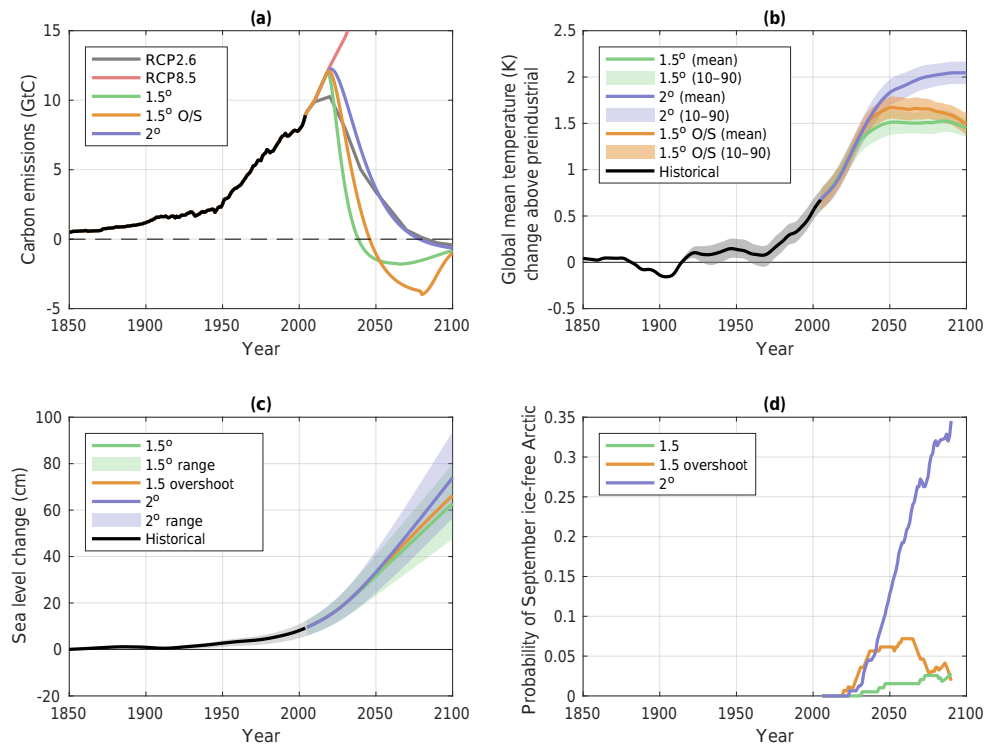 (a)
15
10
5
0
-5
Carbon emissions (GtC)
RCP2.6
RCP8.5
1.5°
1.5° O/S
2°
1850 1900 1950 2000 2050 2100
Year
(b)
2.5
2
1.5
1
0.5
0
-0.5
Global mean temperature (K)
change above preindustrial
1.5° (mean)
1.5° (10–90)
2° (mean)
2° (10–90)
1.5° O/S (mean)
1.5° O/S (10–90)
Historical
1850 1900 1950 2000 2050 2100
Year
(c)
100
80
60
40
20
0
-20
Sea level change (cm)
1.5°
1.5° range
1.5 overshoot
2°
2° range
Historical
1850 1900 1950 2000 2050 2100
Year
(d)
0.35
0.3
0.25
0.2
0.15
0.1
0.05
0
Probability of September ice-free Arctic
1.5
1.5 overshoot
2°
1850 1900 1950 2000 2050 2100
Year